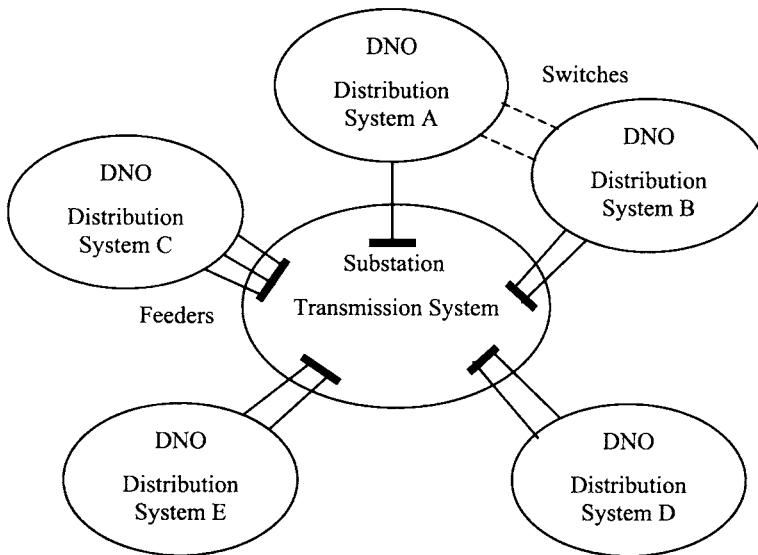 DNO
Distribution
System A
Switches
DNO
Distribution
System B
DNO
Distribution
System C
Substation
Transmission System
Feeders
DNO
Distribution
System E
DNO
Distribution
System D